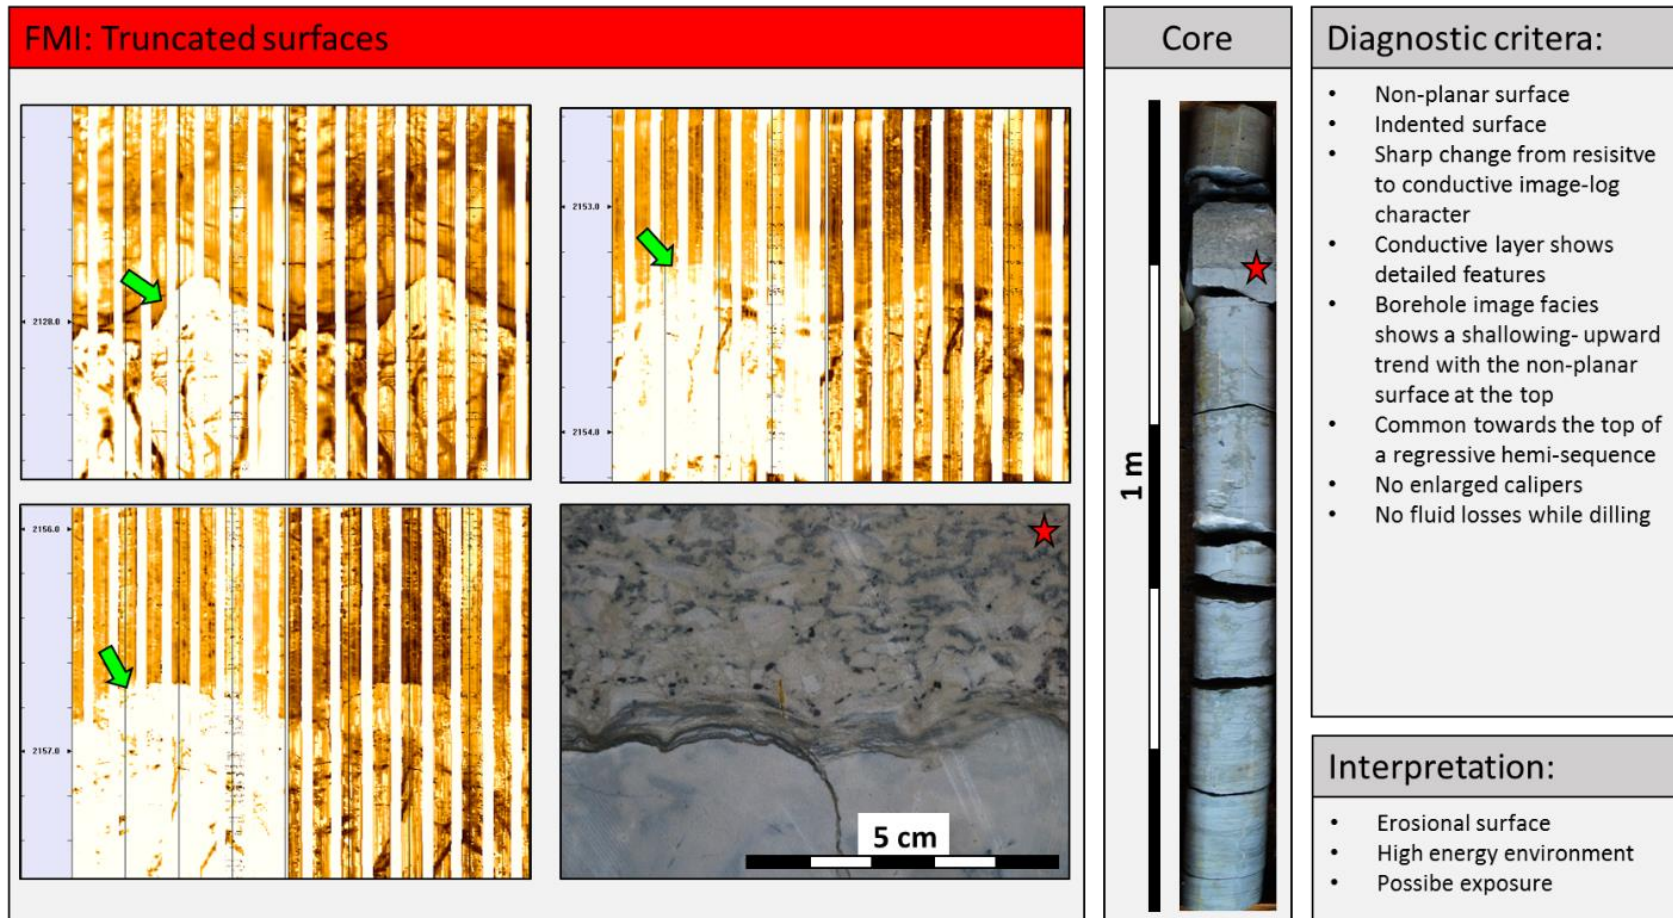 FMI: Truncated surfaces
2128.0
2153.0
2154.0
2156.0
2157.0
5 cm
Core
1 m
Diagnostic critera:
• Non-planar surface
• Indented surface
• Sharp change from resisitve
to conductive image-log
character
• Conductive layer shows
detailed features
• Borehole image facies
shows a shallowing- upward
trend with the non-planar
surface at the top
• Common towards the top of
a regressive hemi-sequence
• No enlarged calipers
• No fluid losses while dilling
Interpretation:
• Erosional surface
• High energy environment
• Possibe exposure